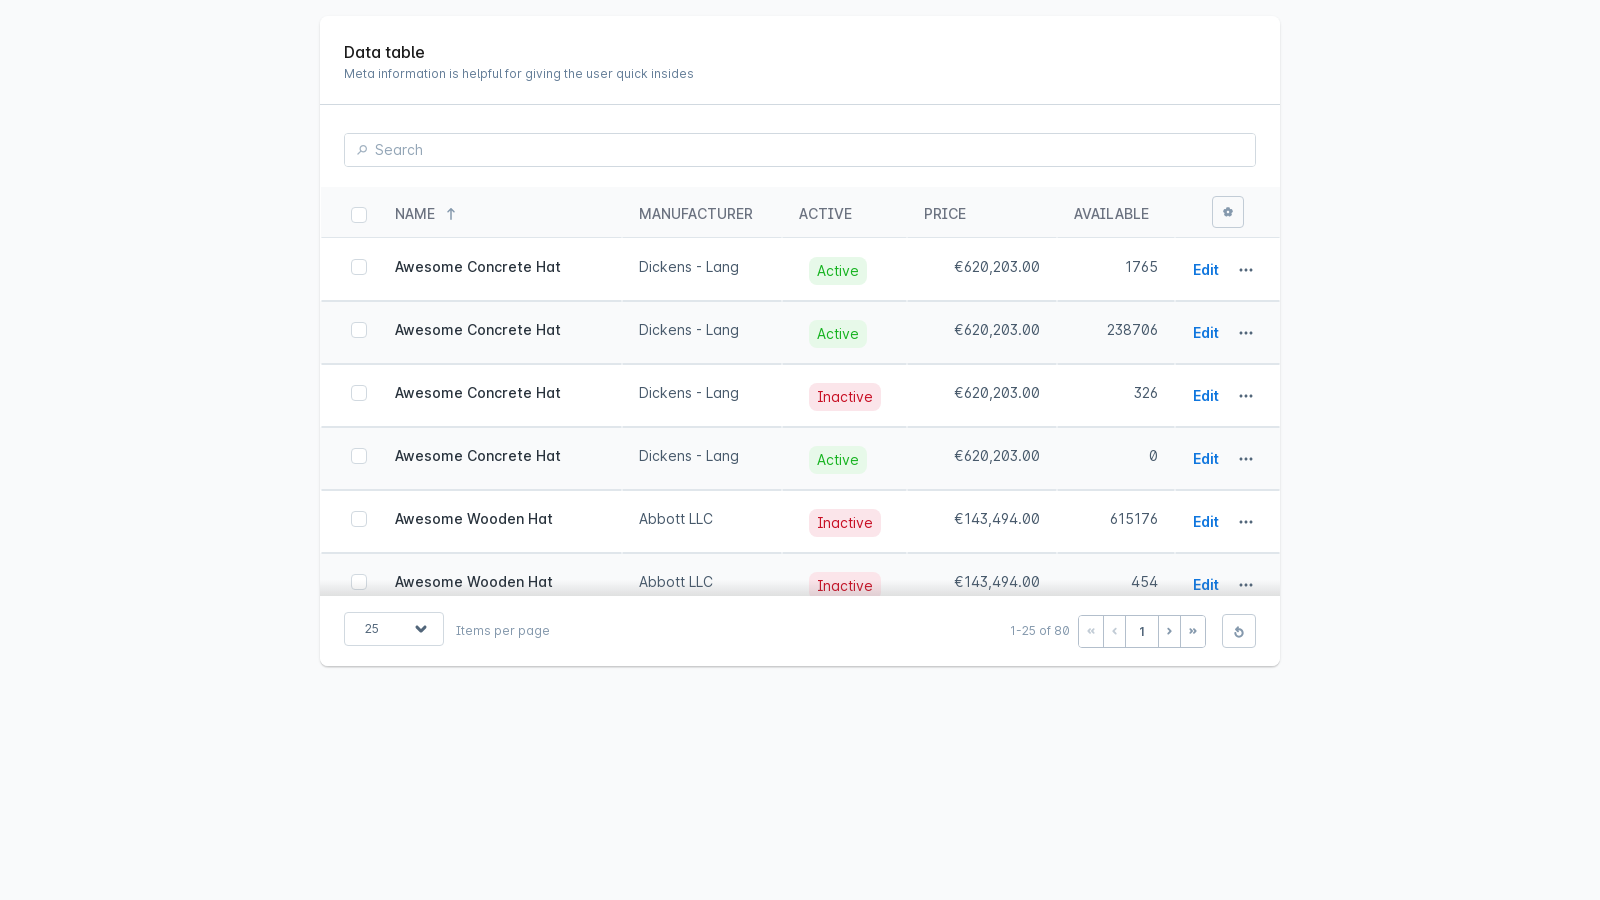 Data table
Meta information is helpful for giving the user quick insides
Search
NAME MANUFACTURER ACTIVE PRICE AVAILABLE
Awesome Concrete Hat Dickens - Lang Active €620,203.00 1765 Edit
Awesome Concrete Hat Dickens - Lang Active €620,203.00 238706 Edit
Awesome Concrete Hat Dickens - Lang Inactive €620,203.00 326 Edit
Awesome Concrete Hat Dickens - Lang Active €620,203.00 0 Edit
Awesome Wooden Hat Abbott LLC Inactive €143,494.00 615176 Edit
Awesome Wooden Hat Abbott LLC Inactive €143,494.00 454 Edit
25 Items per page 1-25 of 80 « ‹ 1 › »